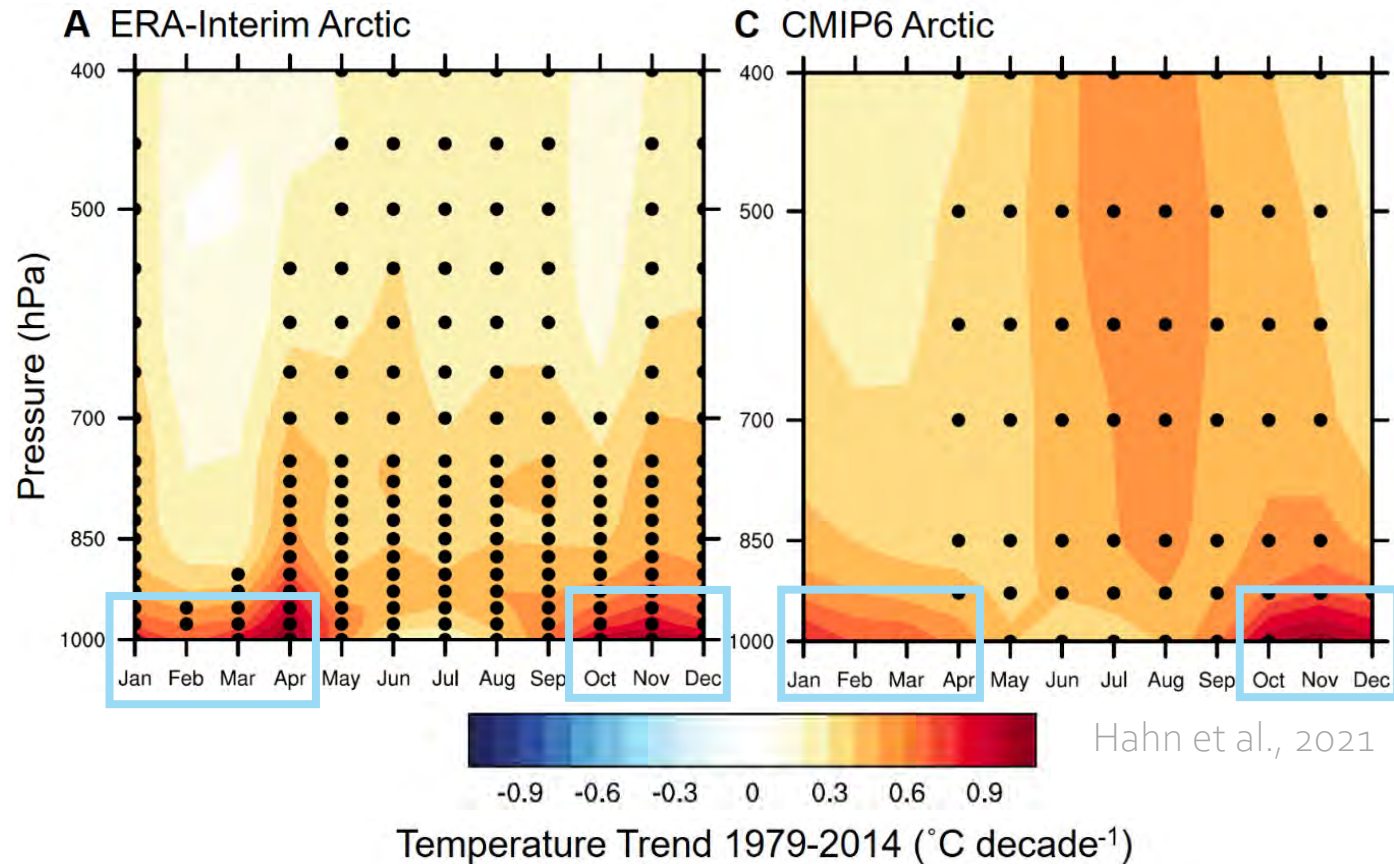 A ERA-Interim Arctic
C CMIP6 Arctic
Pressure (hPa)
400
500
700
850
1000
Jan Feb Mar Apr May Jun Jul Aug Sep Oct Nov Dec
400
500
700
850
1000
Jan Feb Mar Apr May Jun Jul Aug Sep Oct Nov Dec
Hahn et al., 2021
-0.9 -0.6 -0.3 0 0.3 0.6 0.9
Temperature Trend 1979-2014 (˚C decade⁻¹)